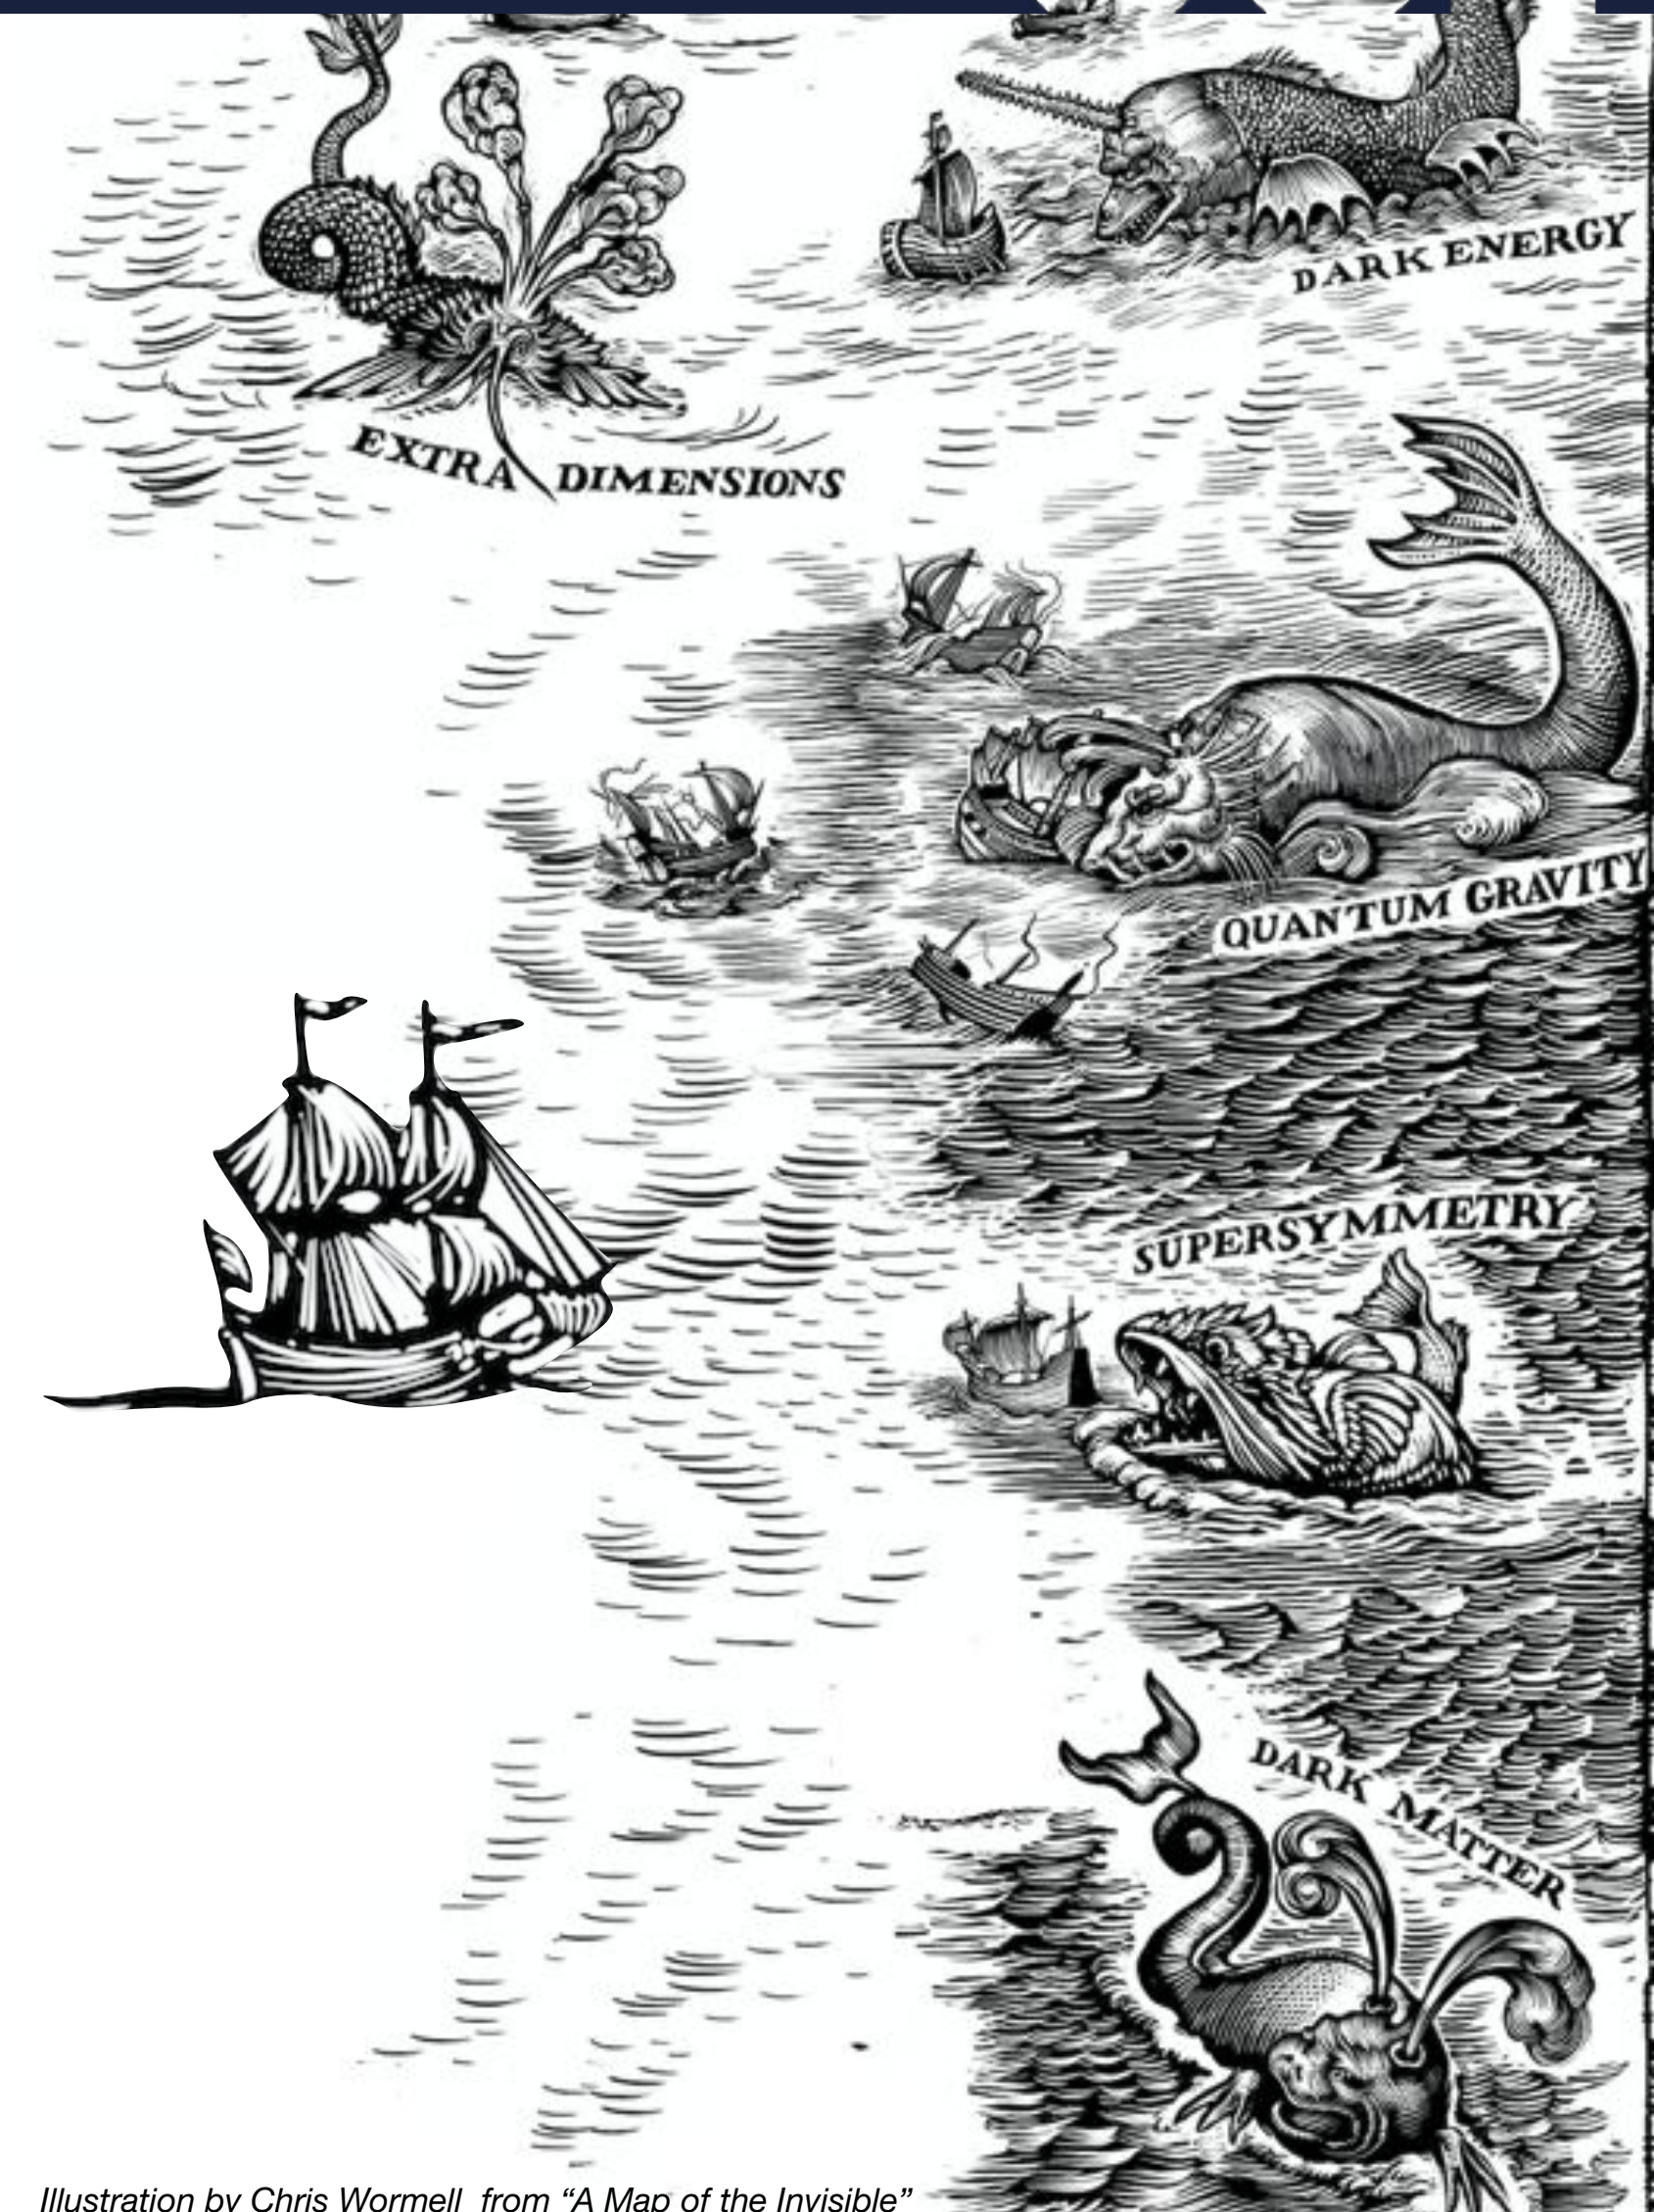 DARK ENERGY
EXTRA DIMENSIONS
QUANTUM GRAVITY
SUPERSYMMETRY
DARK MATTER
Illustration by Chris Wormell from “A Map of the Invisible”